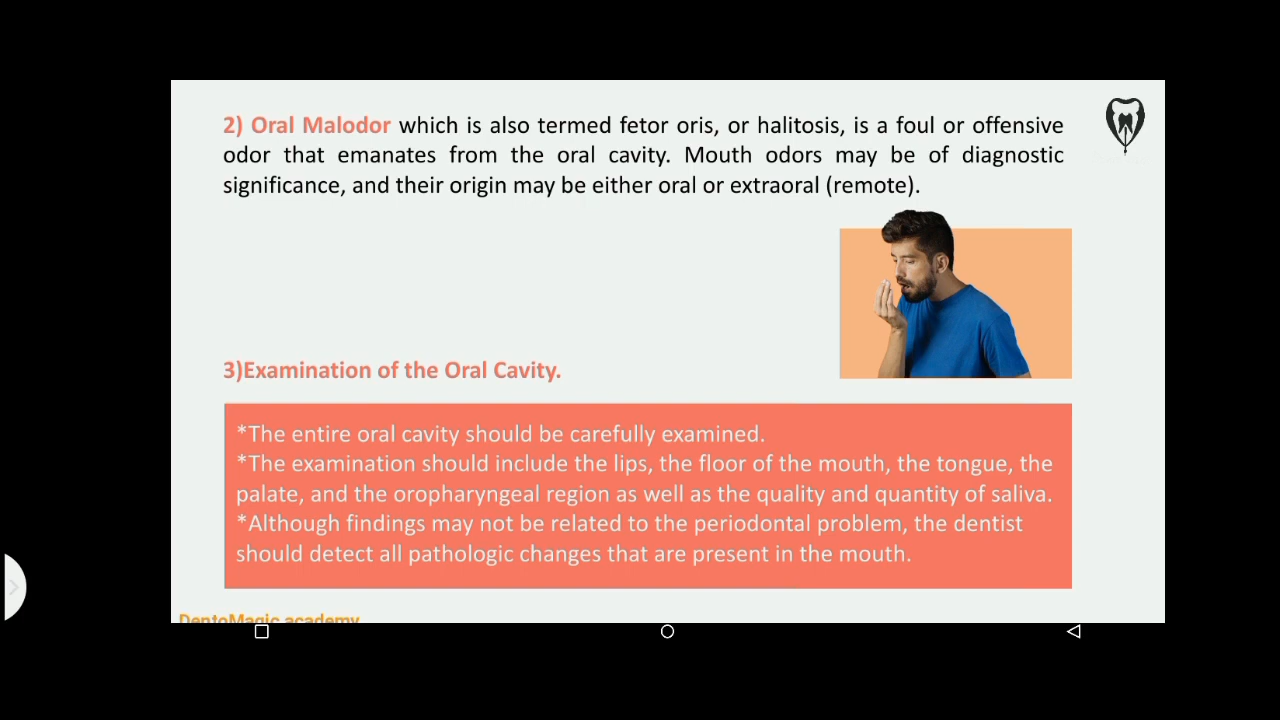 2) Oral Malodor which is also termed fetor oris, or halitosis, is a foul or offensive
odor that emanates from the oral cavity. Mouth odors may be of diagnostic
significance, and their origin may be either oral or extraoral (remote).
3)Examination of the Oral Cavity.
*The entire oral cavity should be carefully examined.
*The examination should include the lips, the floor of the mouth, the tongue, the
palate, and the oropharyngeal region as well as the quality and quantity of saliva.
*Although findings may not be related to the periodontal problem, the dentist
should detect all pathologic changes that are present in the mouth.
DentoMagic academy